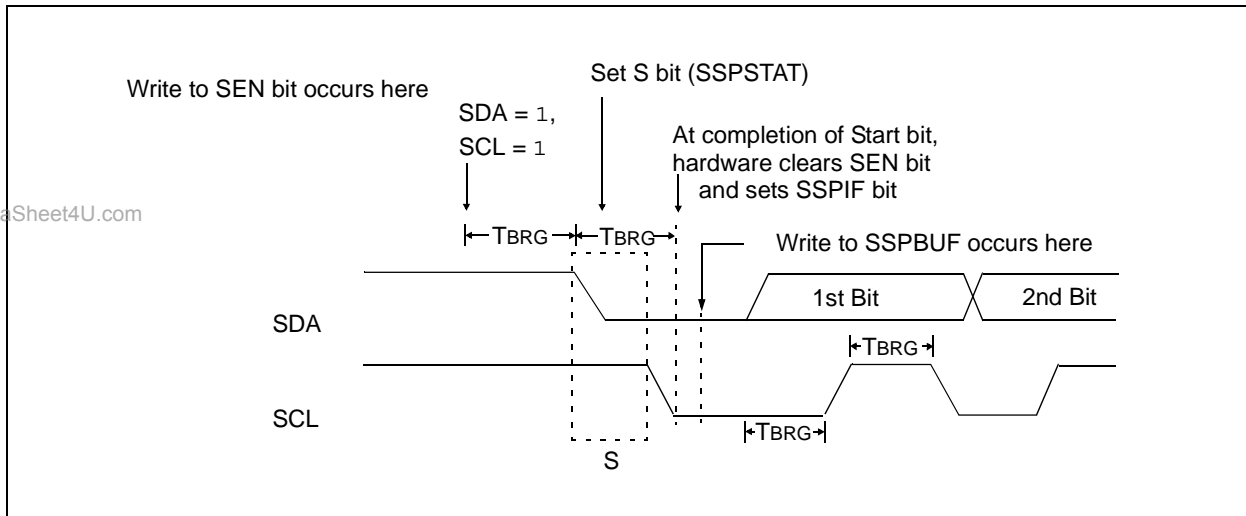 Write to SEN bit occurs here
Set S bit (SSPSTAT)
SDA = 1,
SCL = 1
At completion of Start bit,
hardware clears SEN bit
and sets SSPIF bit
aSheet4U.com
TBRG
TBRG
Write to SSPBUF occurs here
1st Bit
2nd Bit
SDA
TBRG
SCL
TBRG
S